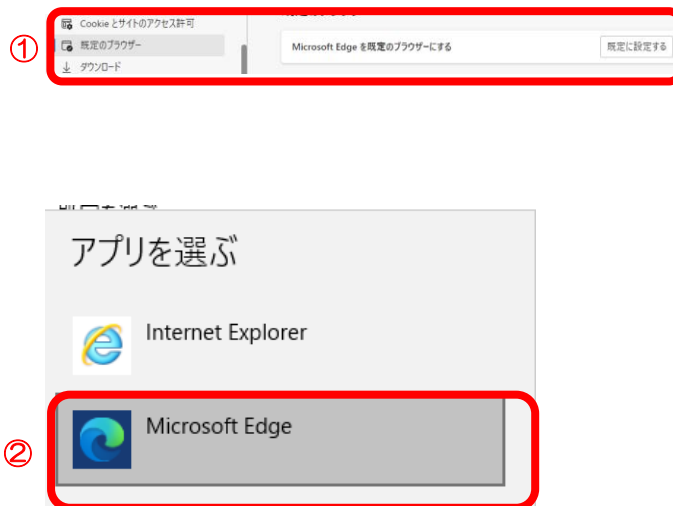 Cookie とサイトのアクセス許可
①
既定のブラウザー
Microsoft Edge を既定のブラウザーにする
既定に設定する
ダウンロード
アプリを選ぶ
Internet Explorer
Microsoft Edge
②